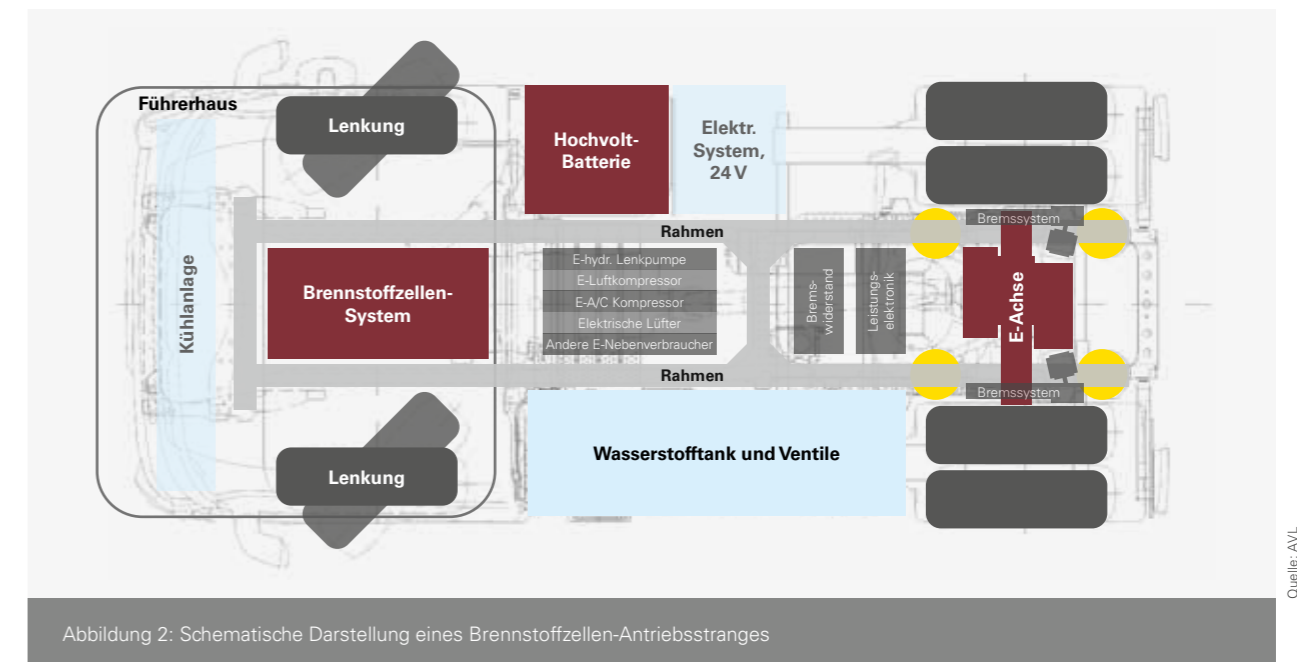 Führerhaus
Lenkung
Hochvolt-
Batterie
Elektr.
System,
24 V
Bremssystem
Rahmen
Kühlanlage
Brennstoffzellen-
System
E-hydr. Lenkpumpe
E-Luftkompressor
E-A/C Kompressor
Elektrische Lüfter
Andere E-Nebenverbraucher
Brems-
widerstand
Leistungs-
elektronik
E-Achse
Rahmen
Bremssystem
Lenkung
Wasserstofftank und Ventile
Quelle: AVL
Abbildung 2: Schematische Darstellung eines Brennstoffzellen-Antriebsstranges